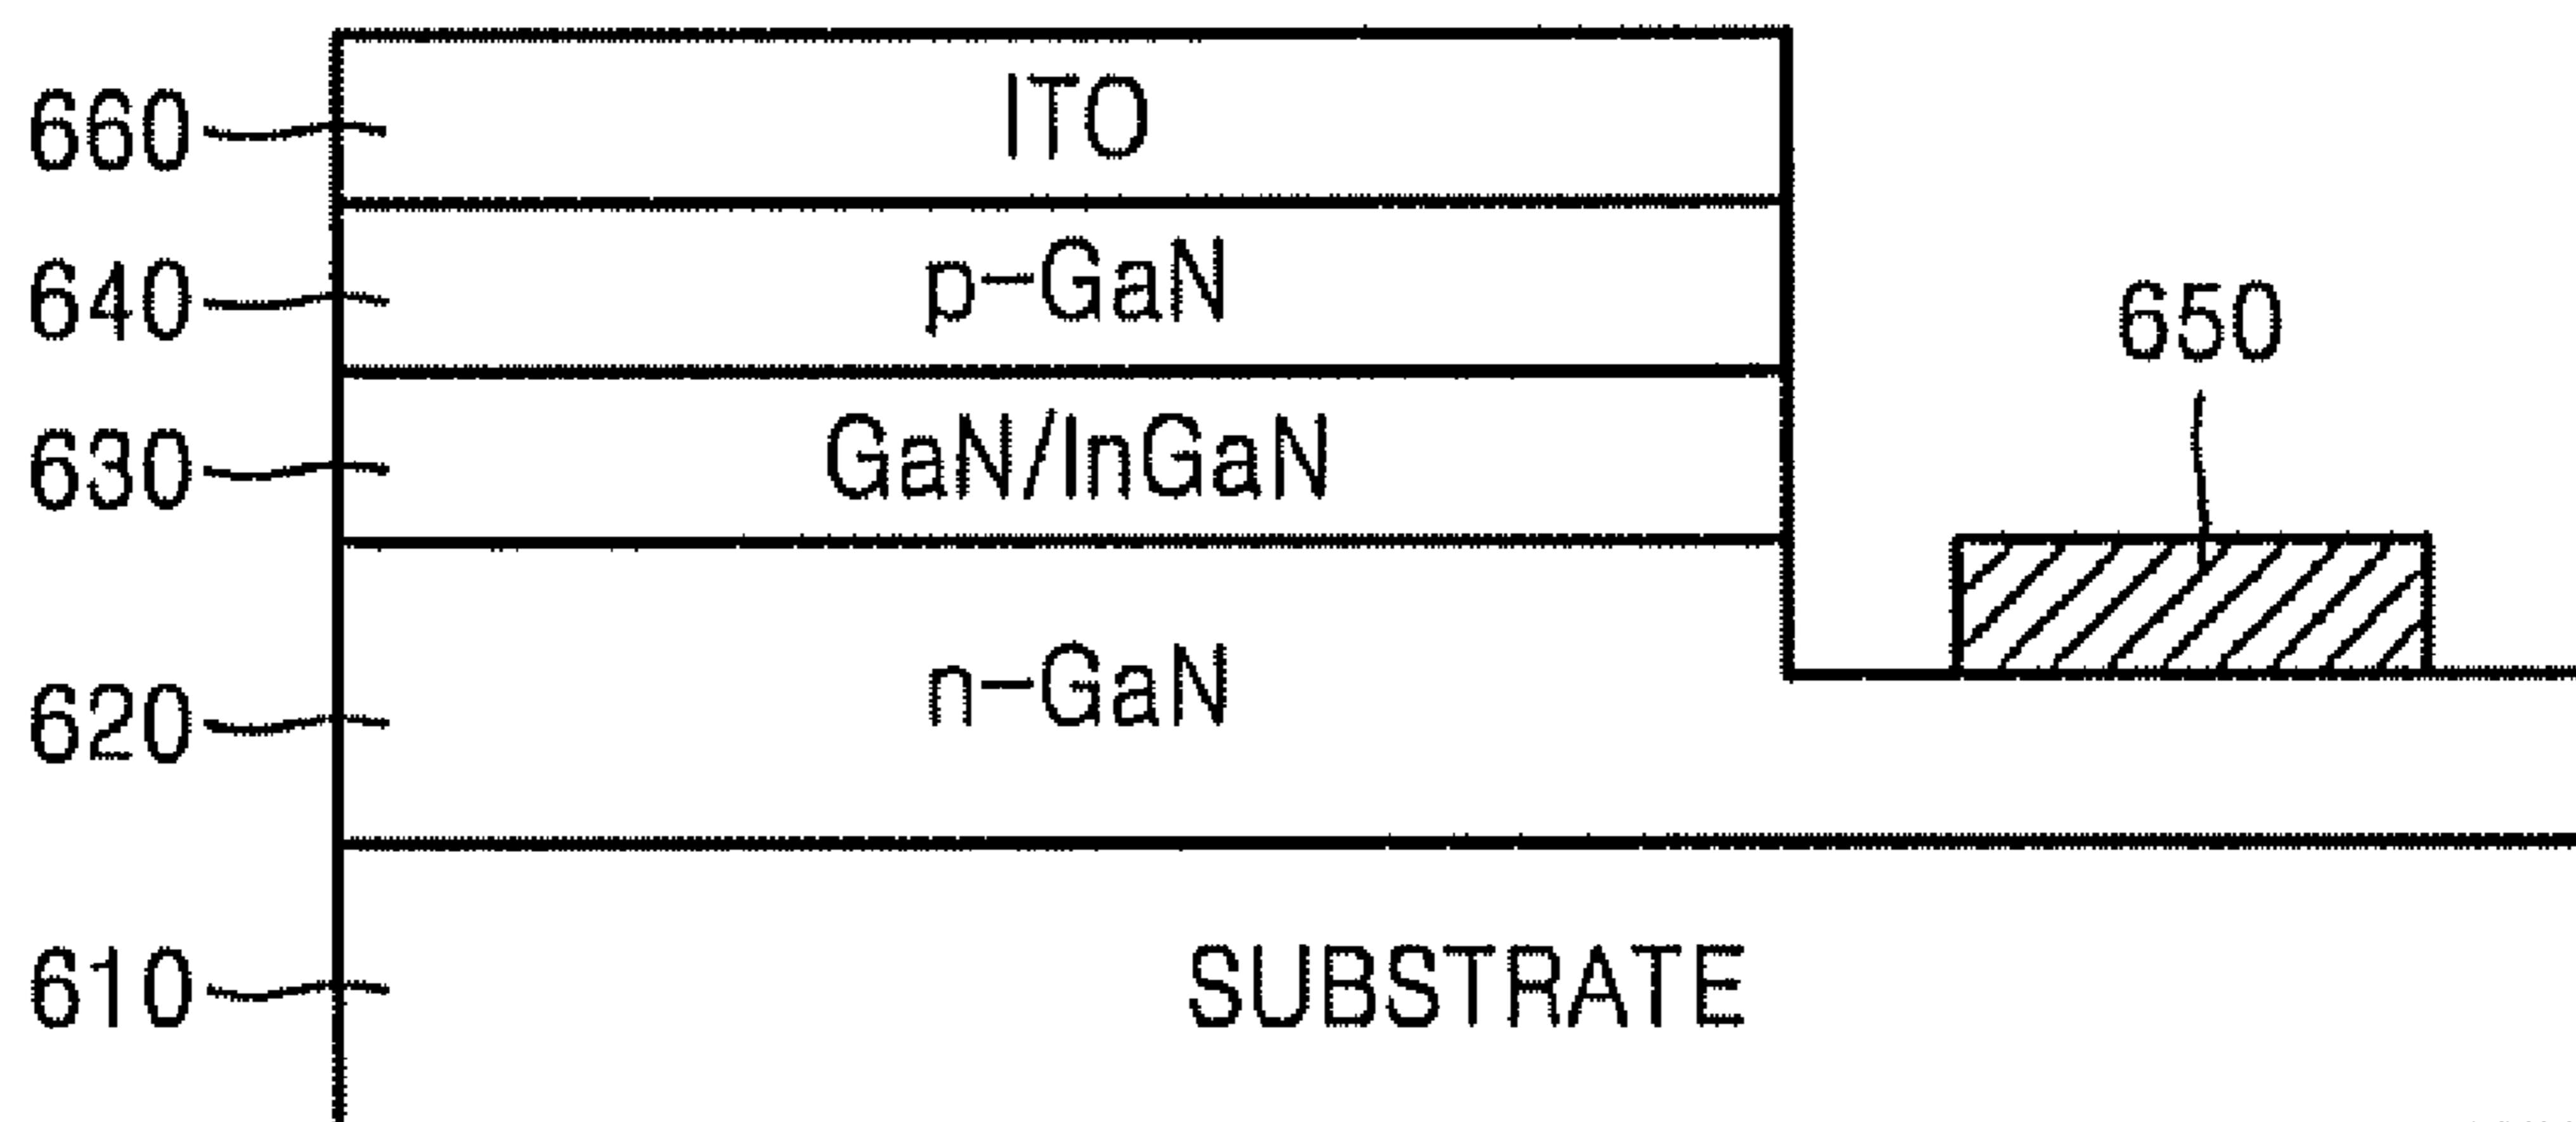 660 ITO
640 p-GaN
650
630 GaN/InGaN
620 n-GaN
610 SUBSTRATE